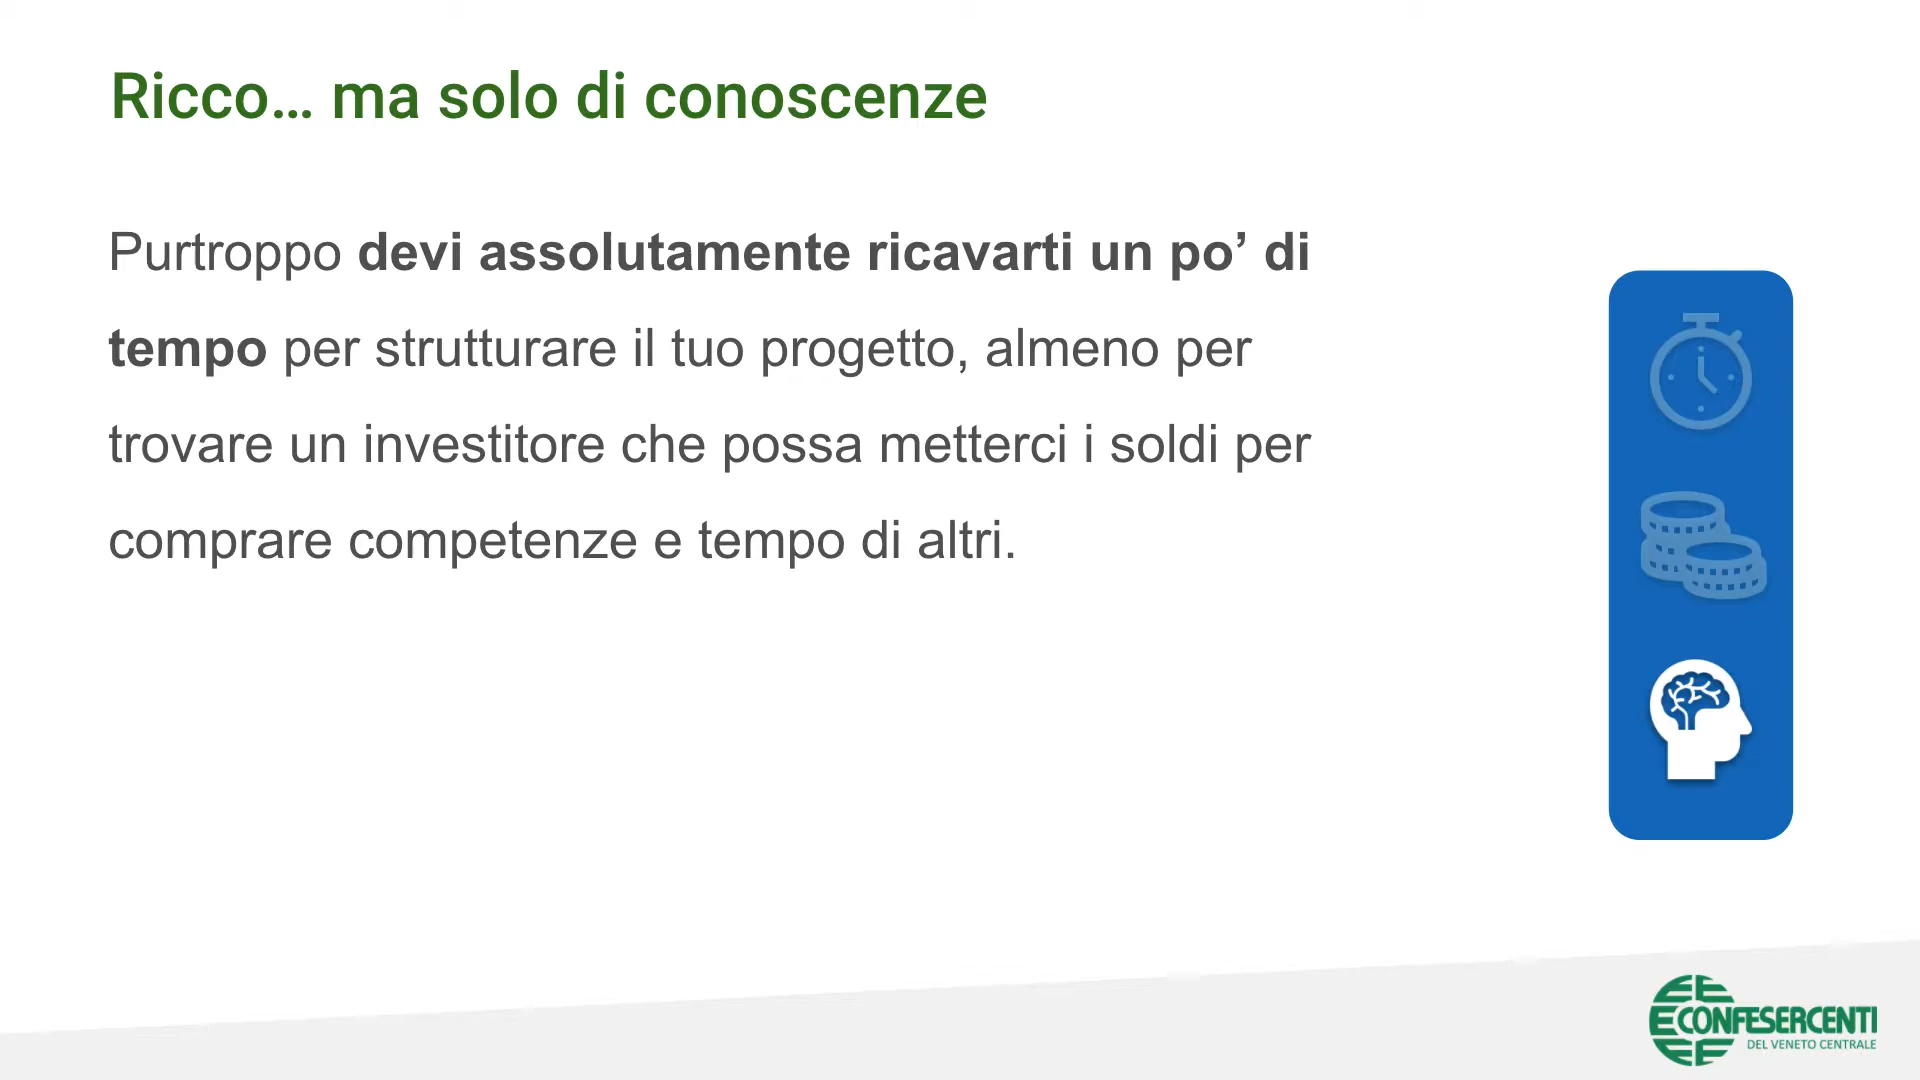 Ricco... ma solo di conoscenze
Purtroppo devi assolutamente ricavarti un po’ di
tempo per strutturare il tuo progetto, almeno per
trovare un investitore che possa metterci i soldi per
comprare competenze e tempo di altri.
CONFESERCENTI
DEL VENETO CENTRALE